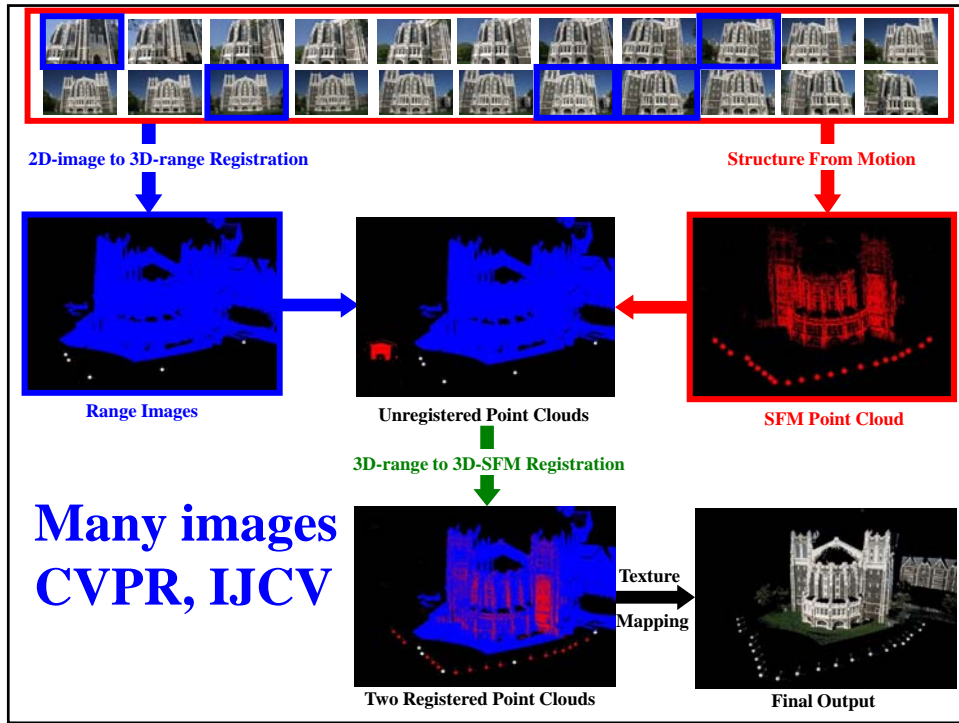 2D-image to 3D-range Registration
Structure From Motion
Range Images
Unregistered Point Clouds
SFM Point Cloud
3D-range to 3D-SFM Registration
Many images
CVPR, IJCV
Texture
Mapping
Two Registered Point Clouds
Final Output